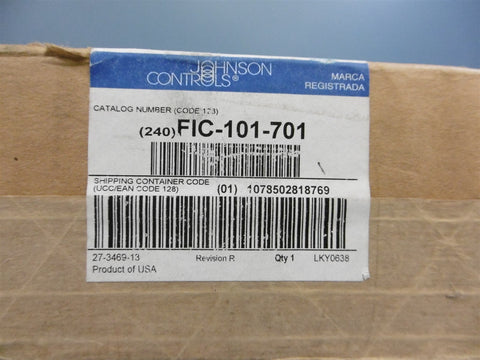 JOHNSON
CONTROLS®
MARCA
REGISTRADA
CATALOG NUMBER (CODE 128)
(240) FIC-101-701
SHIPPING CONTAINER CODE
(UCC/EAN CODE 128) (01) 1078502818769
27-3469-13 Revision R Qty 1 LKY0638
Product of USA